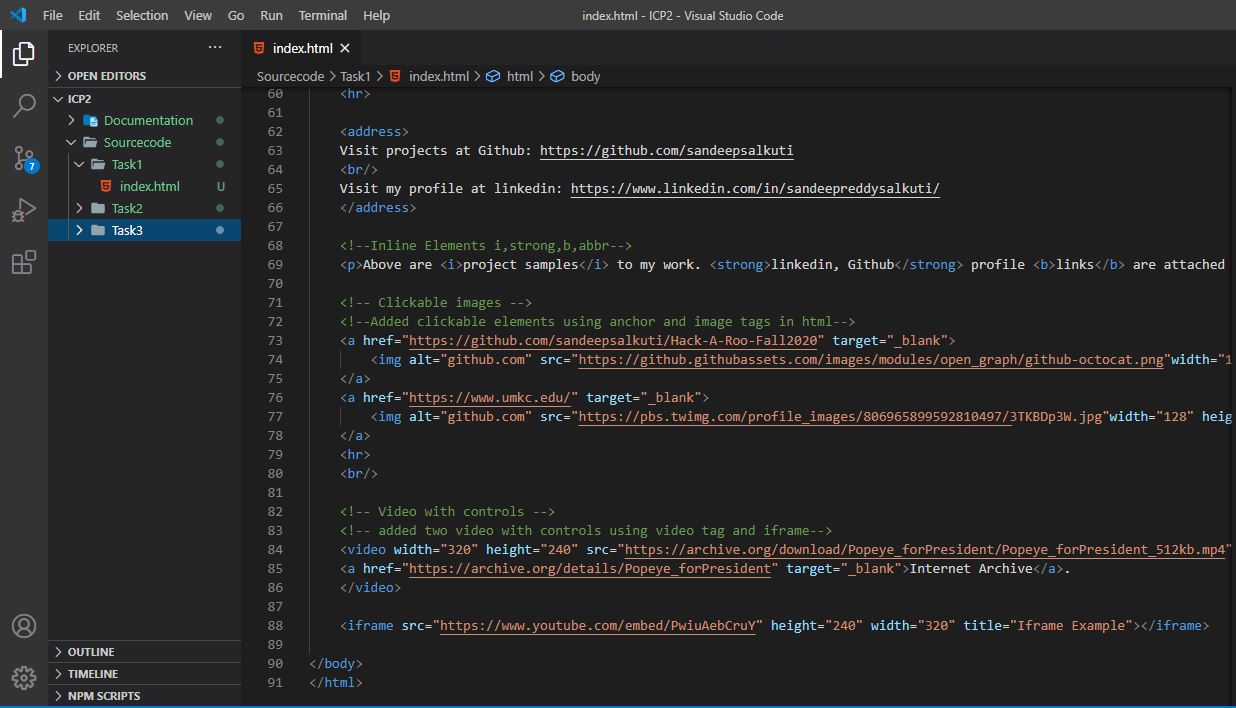 File Edit Selection View Go Run Terminal Help index.html - ICP2 - Visual Studio Code
EXPLORER ···
OPEN EDITORS
ICP2
Documentation
Sourcecode
Task1
index.html U
Task2
Task3
OUTLINE
TIMELINE
NPM SCRIPTS
7
index.html
Sourcecode > Task1 > index.html > html > body
60 <hr>
61
62 <address>
63 Visit projects at Github: https://github.com/sandeepsalkuti
64 <br/>
65 Visit my profile at linkedin: https://www.linkedin.com/in/sandeepreddysalkuti/
66 </address>
67
68 <!--Inline Elements i,strong,b,abbr-->
69 <p>Above are <i>project samples</i> to my work. <strong>linkedin, Github</strong> profile <b>links</b> are attached
70
71 <!-- Clickable images -->
72 <!--Added clickable elements using anchor and image tags in html-->
73 <a href="https://github.com/sandeepsalkuti/Hack-A-Roo-Fall2020" target="_blank">
74 <img alt="github.com" src="https://github.githubassets.com/images/modules/open_graph/github-octocat.png"width="1
75 </a>
76 <a href="https://www.umkc.edu/" target="_blank">
77 <img alt="github.com" src="https://pbs.twimg.com/profile_images/806965899592810497/3TKBDp3W.jpg"width="128" heig
78 </a>
79 <hr>
80 <br/>
81
82 <!-- Video with controls -->
83 <!-- added two video with controls using video tag and iframe-->
84 <video width="320" height="240" src="https://archive.org/download/Popeye_forPresident/Popeye_forPresident_512kb.mp4"
85 <a href="https://archive.org/details/Popeye_forPresident" target="_blank">Internet Archive</a>.
86 </video>
87
88 <iframe src="https://www.youtube.com/embed/PwiuAebCruY" height="240" width="320" title="Iframe Example"></iframe>
89
90 </body>
91 </html>